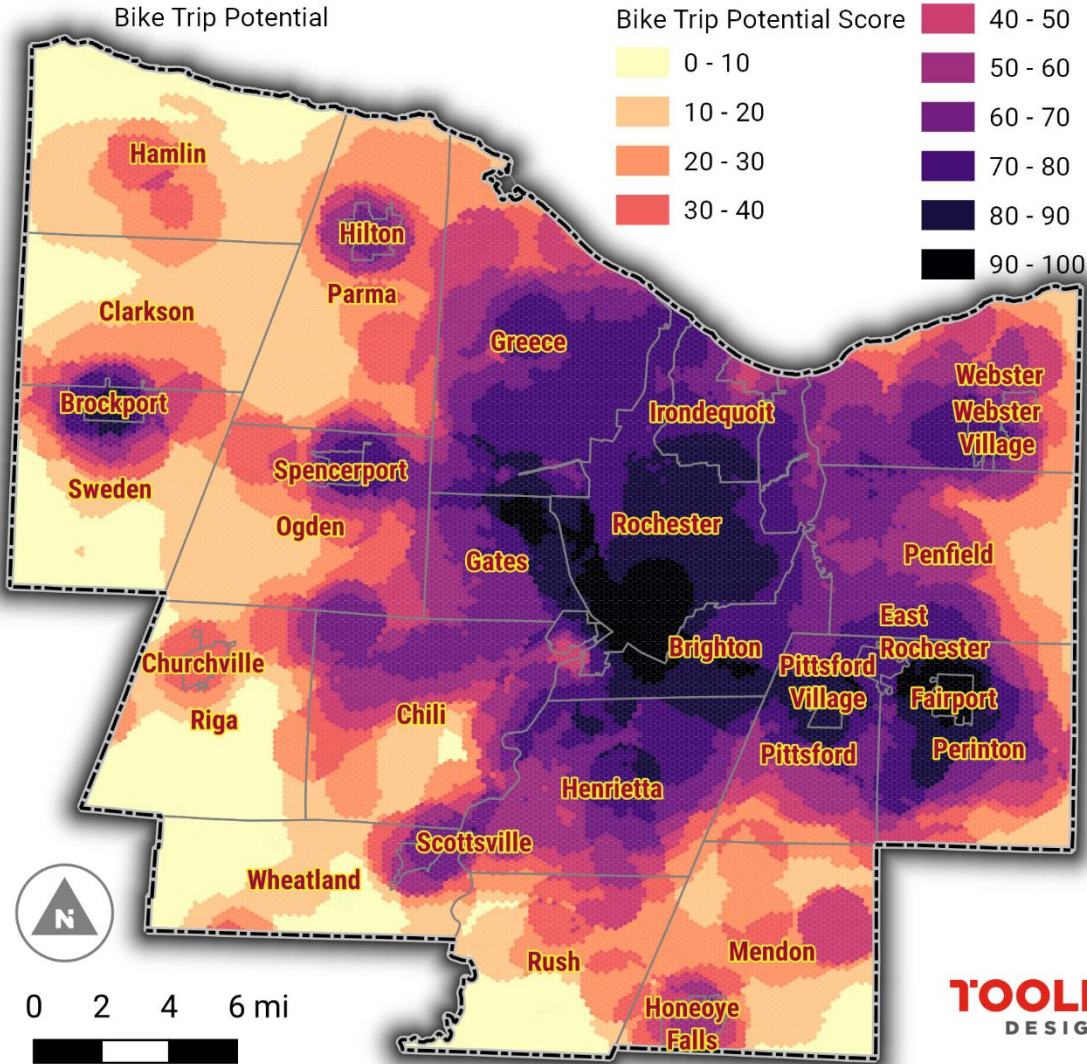 Bike Trip Potential
Bike Trip Potential Score
0 - 10
10 - 20
20 - 30
30 - 40
40 - 50
50 - 60
60 - 70
70 - 80
80 - 90
90 - 100
Hamlin
Hilton
Parma
Clarkson
Greece
Webster
Webster
Village
Irondequoit
Brockport
Spencerport
Sweden
Ogden
Rochester
Gates
Penfield
East
Rochester
Brighton
Pittsford
Village
Fairport
Churchville
Riga
Chili
Pittsford
Perinton
Henrietta
Scottsville
Wheatland
Rush
Mendon
Honeoye
Falls
N
0 2 4 6 mi
TOOL
DESIG